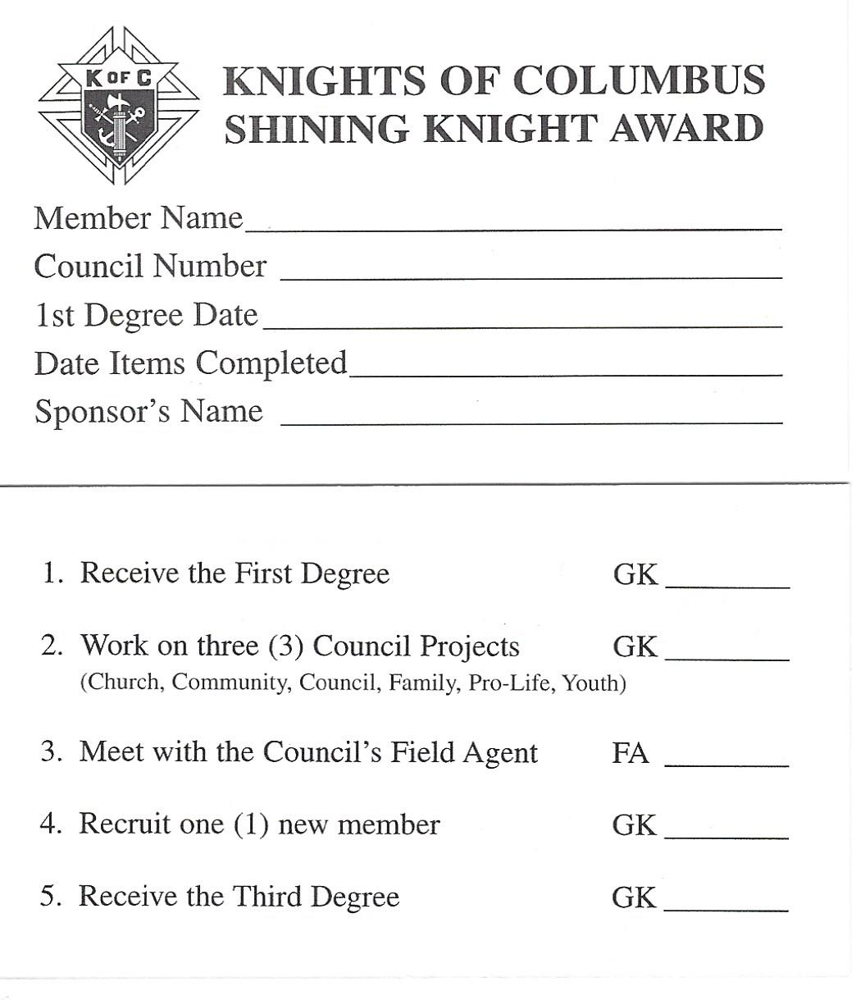 K OF C
KNIGHTS OF COLUMBUS
SHINING KNIGHT AWARD
Member Name
Council Number
1st Degree Date
Date Items Completed
Sponsor's Name
1. Receive the First Degree GK
2. Work on three (3) Council Projects GK
(Church, Community, Council, Family, Pro-Life, Youth)
3. Meet with the Council's Field Agent FA
4. Recruit one (1) new member GK
5. Receive the Third Degree GK